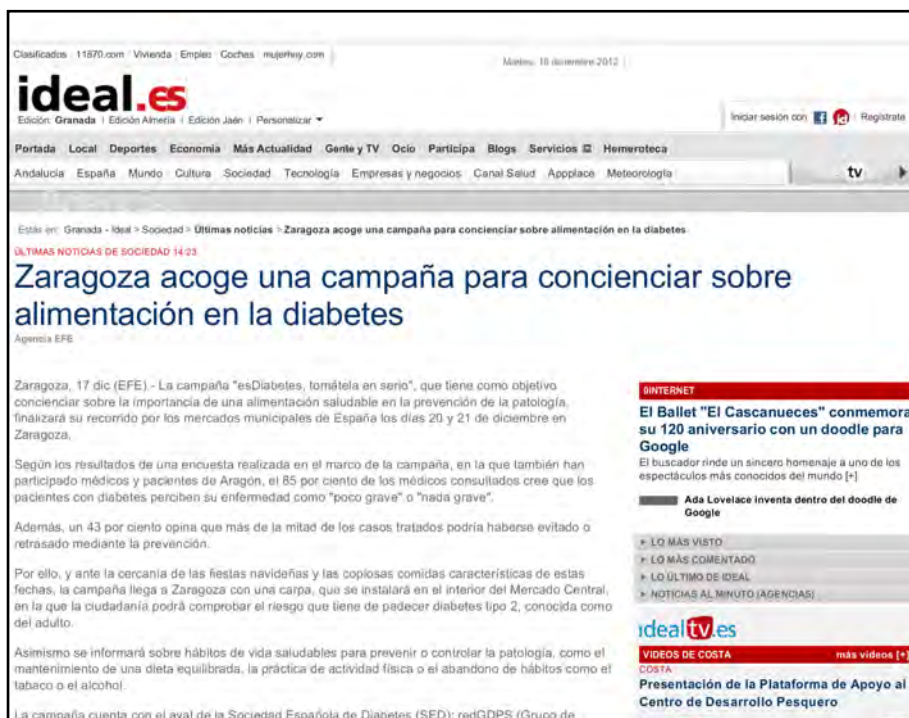 Clasificados 11870.com Vivienda Empleo Coches mujerhoy.com
Martes, 18 diciembre 2012
ideal.es
Edición: Granada | Edición Almería | Edición Jaén | Personalizar
Iniciar sesión con Regístrate
Portada Local Deportes Economía Más Actualidad Gente y TV Ocio Participa Blogs Servicios Hemeroteca
Andalucía España Mundo Cultura Sociedad Tecnología Empresas y negocios Canal Salud Appplace Meteorología
tv
Estás en: Granada - Ideal > Sociedad > Últimas noticias > Zaragoza acoge una campaña para concienciar sobre alimentación en la diabetes
ÚLTIMAS NOTICIAS DE SOCIEDAD 14:23
Zaragoza acoge una campaña para concienciar sobre
alimentación en la diabetes
Agencia EFE
Zaragoza, 17 dic (EFE).- La campaña "esDiabetes, tomátela en serio", que tiene como objetivo
concienciar sobre la importancia de una alimentación saludable en la prevención de la patología,
finalizará su recorrido por los mercados municipales de España los días 20 y 21 de diciembre en
Zaragoza.
Según los resultados de una encuesta realizada en el marco de la campaña, en la que también han
participado médicos y pacientes de Aragón, el 85 por ciento de los médicos consultados cree que los
pacientes con diabetes perciben su enfermedad como "poco grave" o "nada grave".
Además, un 43 por ciento opina que más de la mitad de los casos tratados podría haberse evitado o
retrasado mediante la prevención.
Por ello, y ante la cercanía de las fiestas navideñas y las copiosas comidas características de estas
fechas, la campaña llega a Zaragoza con una carpa, que se instalará en el interior del Mercado Central,
en la que la ciudadanía podrá comprobar el riesgo que tiene de padecer diabetes tipo 2, conocida como
del adulto.
Asimismo se informará sobre hábitos de vida saludables para prevenir o controlar la patología, como el
mantenimiento de una dieta equilibrada, la práctica de actividad física o el abandono de hábitos como el
tabaco o el alcohol.
La campaña cuenta con el aval de la Sociedad Española de Diabetes (SED); redGDPS (Grupo de
0INTERNET
El Ballet "El Cascanueces" conmemora
su 120 aniversario con un doodle para
Google
El buscador rinde un sincero homenaje a uno de los
espectáculos más conocidos del mundo [+]
Ada Lovelace inventa dentro del doodle de
Google
LO MÁS VISTO
LO MÁS COMENTADO
LO ÚLTIMO DE IDEAL
NOTICIAS AL MINUTO (AGENCIAS)
idealtv.es
VIDEOS DE COSTA más videos [+]
COSTA
Presentación de la Plataforma de Apoyo al
Centro de Desarrollo Pesquero